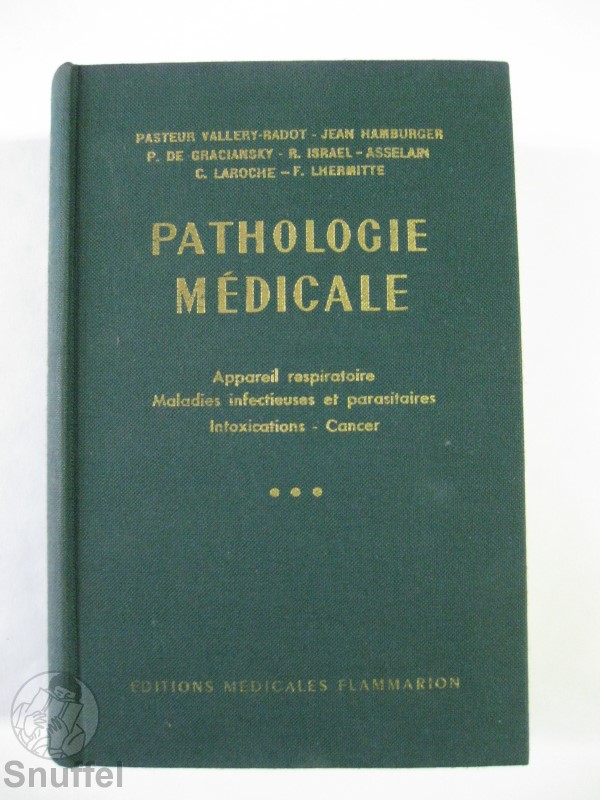 PASTEUR VALLERY-RADOT - JEAN HAMBURGER
P. DE GRACIANSKY - R. ISRAEL - ASSELAIN
C. LAROCHE - F. LHERMITTE
PATHOLOGIE
MÉDICALE
Appareil respiratoire
Maladies infectieuses et parasitaires
Intoxications - Cancer
EDITIONS MÉDICALES FLAMMARION
Snuffel